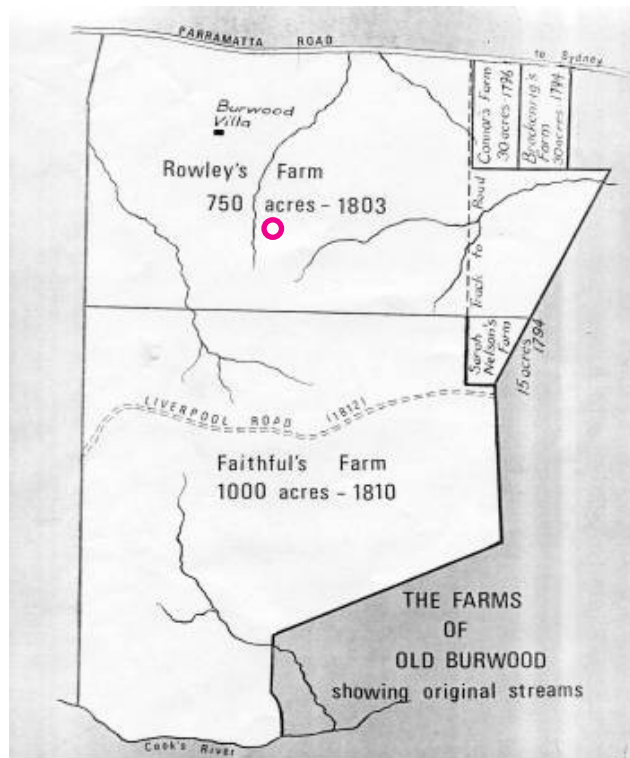 PARRAMATTA ROAD
to Sydney
Connor's Farm
30 acres 1796
Brackenrig's
Farm
30 acres 1794
Burwood
Villa
Rowley's Farm
750 acres - 1803
Track to Road
Sarah
Nelson's
Farm
15 acres
1794
LIVERPOOL ROAD (1812)
Faithful's Farm
1000 acres - 1810
THE FARMS
OF
OLD BURWOOD
showing original streams
Cook's River